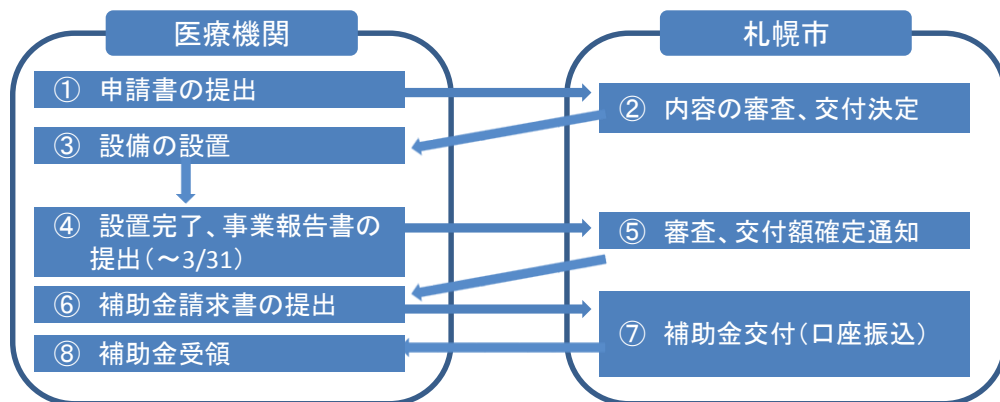 医療機関
札幌市
① 申請書の提出
② 内容の審査、交付決定
③ 設備の設置
④ 設置完了、事業報告書の
提出(～3/31)
⑤ 審査、交付額確定通知
⑥ 補助金請求書の提出
⑦ 補助金交付(口座振込)
⑧ 補助金受領